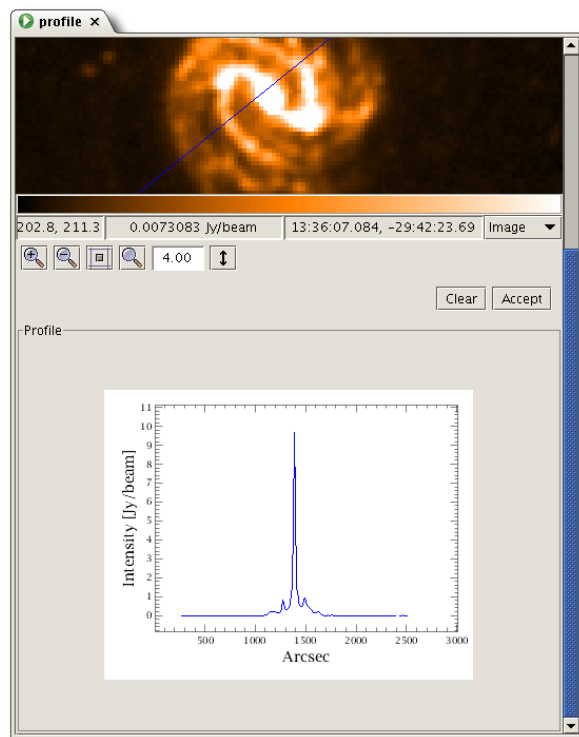 profile ×
202.8, 211.3 0.0073083 Jy/beam 13:36:07.084, -29:42:23.69 Image
4.00
Clear Accept
Profile
11
10
9
8
7
6
5
4
3
2
1
0
Intensity [Jy/beam]
500 1000 1500 2000 2500 3000
Arcsec